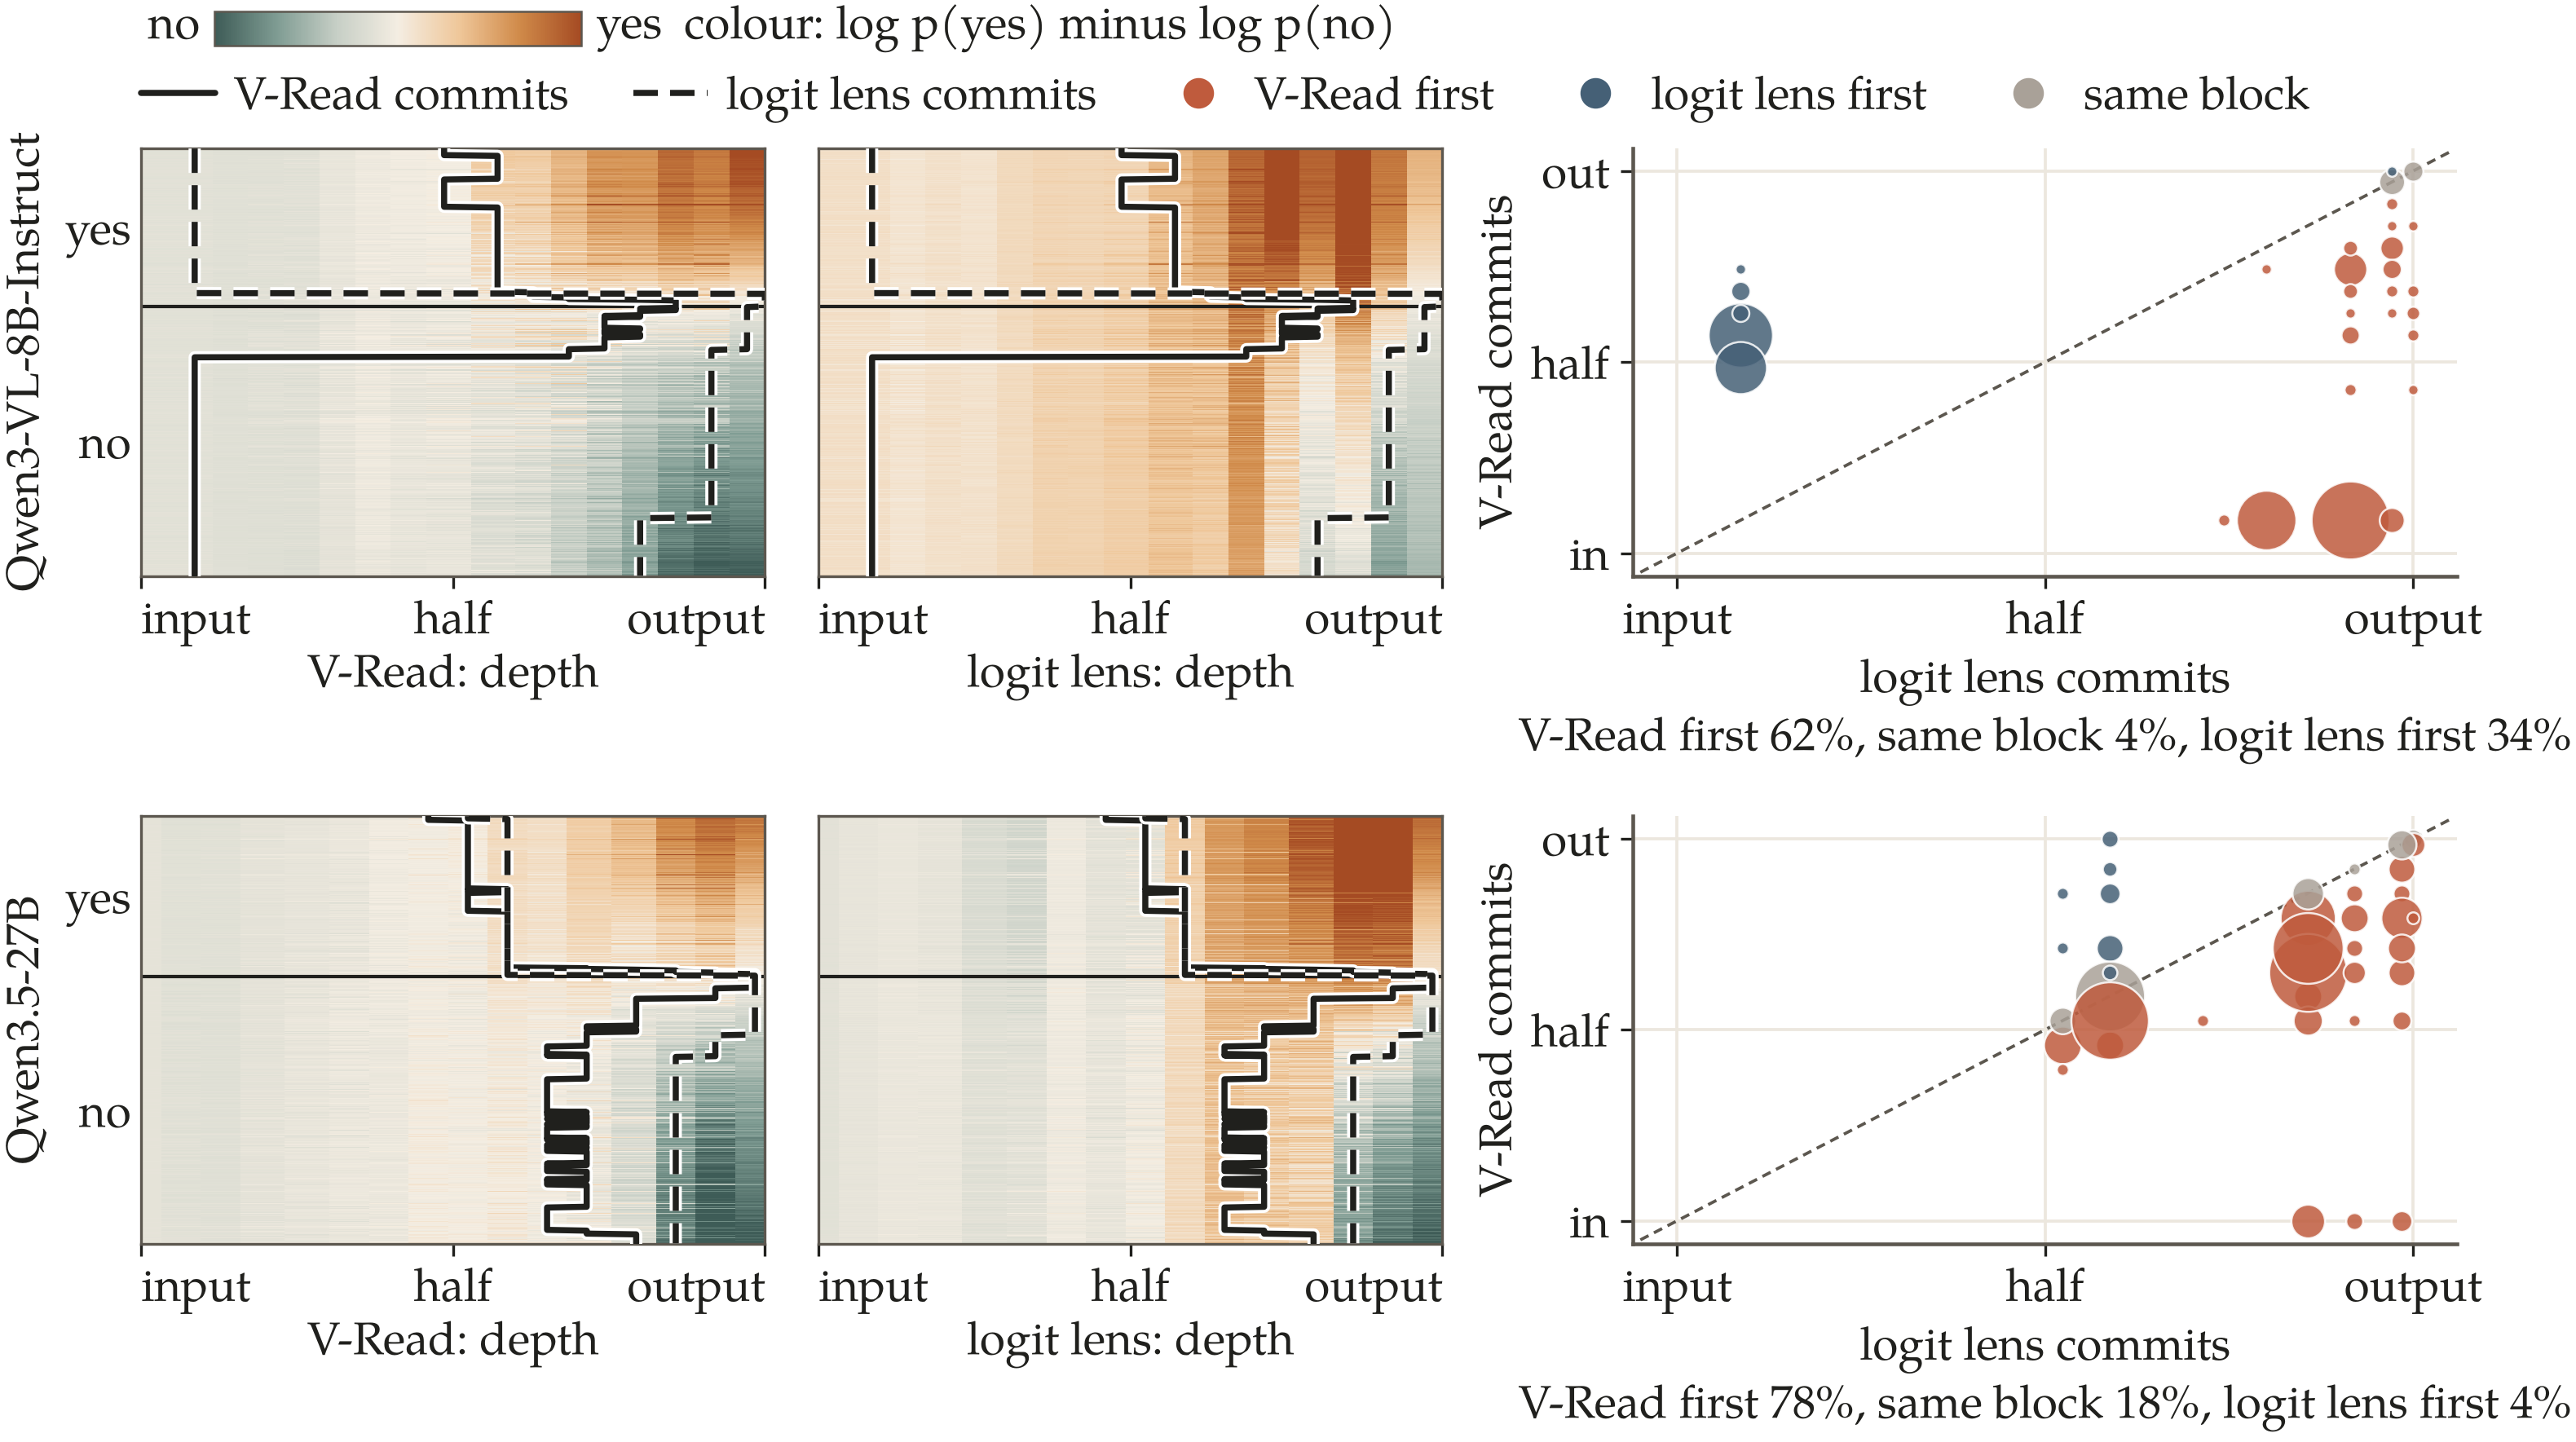 no yes colour: log p(yes) minus log p(no)
V-Read commits logit lens commits V-Read first logit lens first same block
Qwen3-VL-8B-Instruct
yes
no
input half output
V-Read: depth
input half output
logit lens: depth
V-Read commits
out
half
in
input half output
logit lens commits
V-Read first 62%, same block 4%, logit lens first 34%
Qwen3.5-27B
yes
no
input half output
V-Read: depth
input half output
logit lens: depth
V-Read commits
out
half
in
input half output
logit lens commits
V-Read first 78%, same block 18%, logit lens first 4%